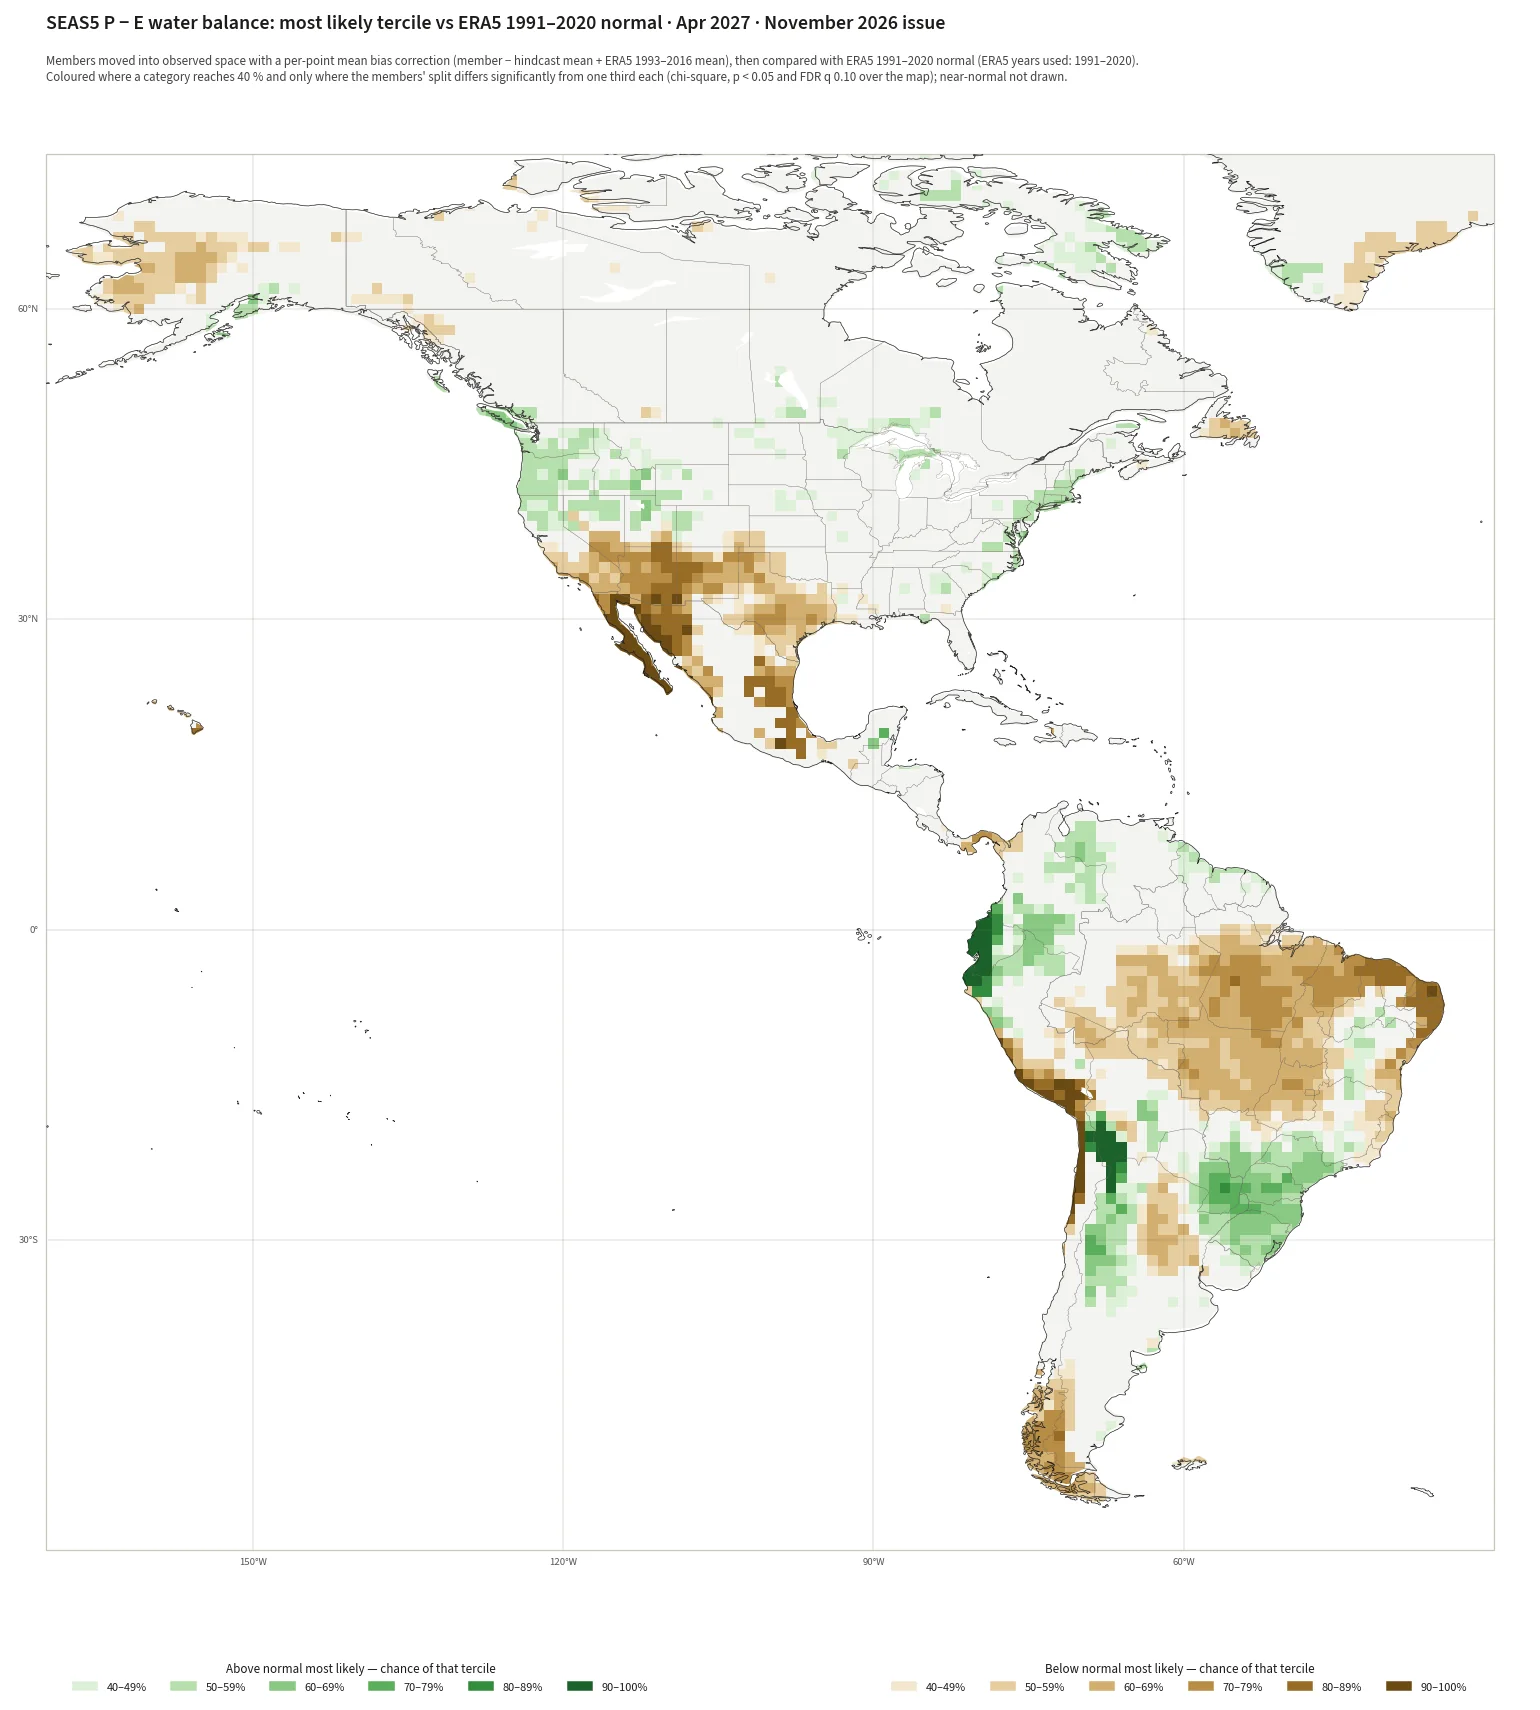 SEAS5 P − E water balance: most likely tercile vs ERA5 1991–2020 normal · Apr 2027 · November 2026 issue
Members moved into observed space with a per-point mean bias correction (member − hindcast mean + ERA5 1993–2016 mean), then compared with ERA5 1991–2020 normal (ERA5 years used: 1991–2020).
Coloured where a category reaches 40 % and only where the members' split differs significantly from one third each (chi-square, p < 0.05 and FDR q 0.10 over the map); near-normal not drawn.
60°N
30°N
0°
30°S
150°W 120°W 90°W 60°W
Above normal most likely — chance of that tercile
40–49% 50–59% 60–69% 70–79% 80–89% 90–100%
Below normal most likely — chance of that tercile
40–49% 50–59% 60–69% 70–79% 80–89% 90–100%